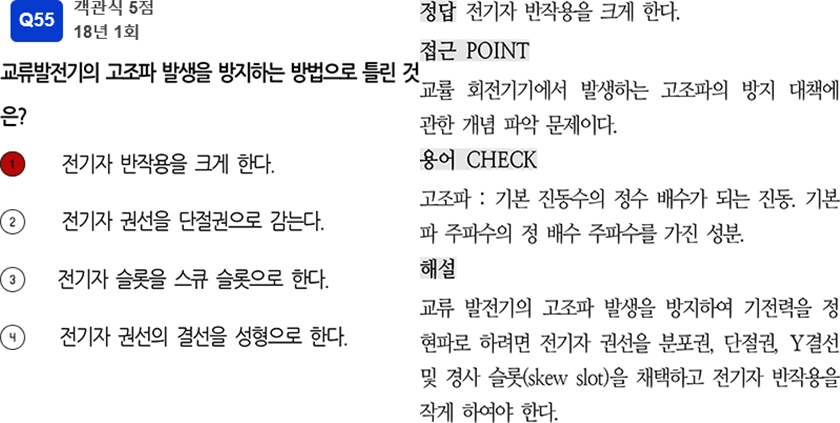 Q55
객관식 5점
18년 1회
교류발전기의 고조파 발생을 방지하는 방법으로 틀린 것
은?
1 전기자 반작용을 크게 한다.
2 전기자 권선을 단절권으로 감는다.
3 전기자 슬롯을 스큐 슬롯으로 한다.
4 전기자 권선의 결선을 성형으로 한다.
정답 전기자 반작용을 크게 한다.
접근 POINT
교률 회전기기에서 발생하는 고조파의 방지 대책에
관한 개념 파악 문제이다.
용어 CHECK
고조파 : 기본 진동수의 정수 배수가 되는 진동. 기본
파 주파수의 정 배수 주파수를 가진 성분.
해설
교류 발전기의 고조파 발생을 방지하여 기전력을 정
현파로 하려면 전기자 권선을 분포권, 단절권, Y결선
및 경사 슬롯(skew slot)을 채택하고 전기자 반작용을
작게 하여야 한다.